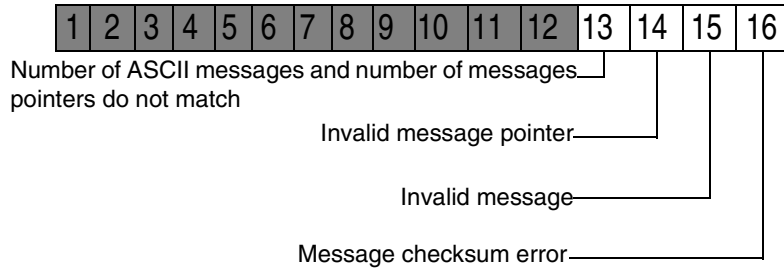 1 2 3 4 5 6 7 8 9 10 11 12 13 14 15 16
Number of ASCII messages and number of messages
pointers do not match
Invalid message pointer
Invalid message
Message checksum error